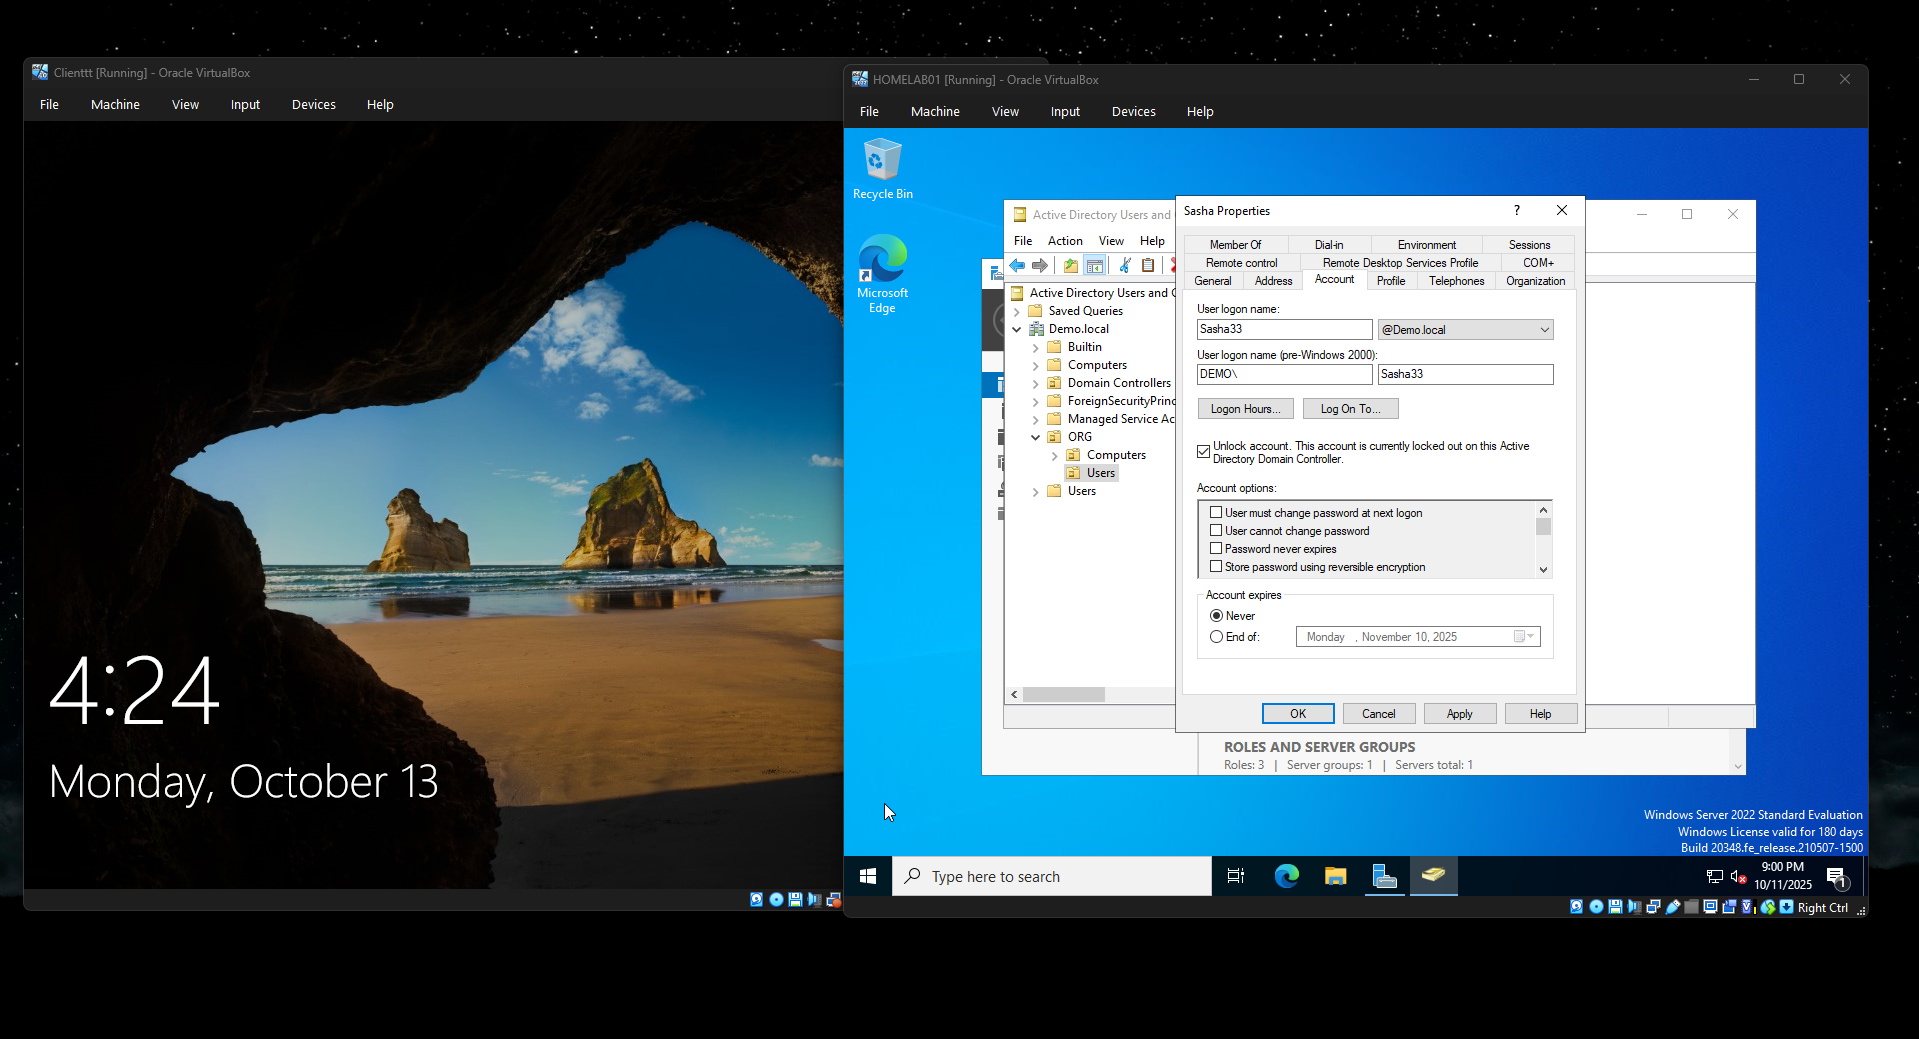 Clienttt [Running] - Oracle VirtualBox
File Machine View Input Devices Help
4:24
Monday, October 13
HOMELAB01 [Running] - Oracle VirtualBox
File Machine View Input Devices Help
Recycle Bin
Microsoft
Edge
Active Directory Users and
File Action View Help
Active Directory Users and C
Saved Queries
Demo.local
Builtin
Computers
Domain Controllers
ForeignSecurityPrinc
Managed Service Ac
ORG
Computers
Users
Users
Sasha Properties
Member Of Dial-in Environment Sessions
Remote control Remote Desktop Services Profile COM+
General Address Account Profile Telephones Organization
User logon name:
Sasha33 @Demo.local
User logon name (pre-Windows 2000):
DEMO\ Sasha33
Logon Hours... Log On To...
Unlock account. This account is currently locked out on this Active
Directory Domain Controller.
Account options:
User must change password at next logon
User cannot change password
Password never expires
Store password using reversible encryption
Account expires
Never
End of: Monday , November 10, 2025
OK Cancel Apply Help
ROLES AND SERVER GROUPS
Roles: 3 | Server groups: 1 | Servers total: 1
Windows Server 2022 Standard Evaluation
Windows License valid for 180 days
Build 20348.fe_release.210507-1500
Type here to search
9:00 PM
10/11/2025
1
Right Ctrl